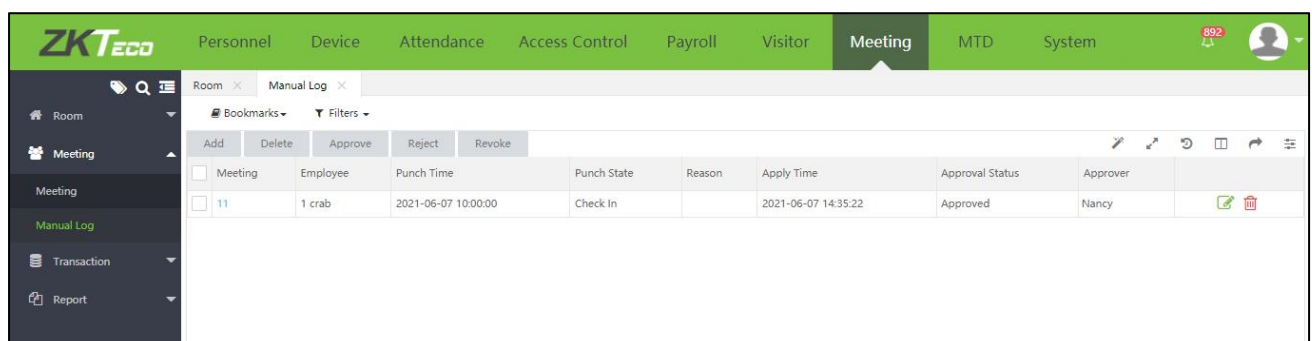 ZKTECO Personnel Device Attendance Access Control Payroll Visitor Meeting MTD System 892
Room Manual Log
Bookmarks Filters
Room
Add Delete Approve Reject Revoke
Meeting
Meeting Employee Punch Time Punch State Reason Apply Time Approval Status Approver
Meeting
11 1 crab 2021-06-07 10:00:00 Check In 2021-06-07 14:35:22 Approved Nancy
Manual Log
Transaction
Report